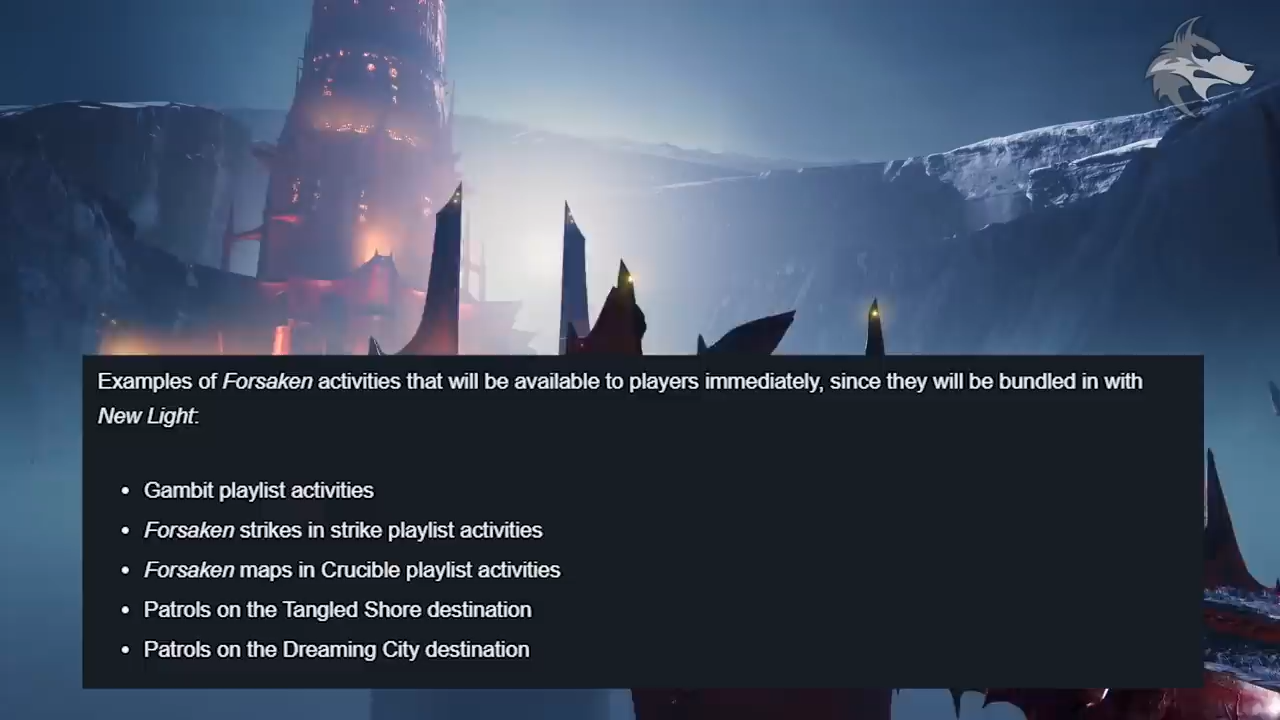 Examples of Forsaken activities that will be available to players immediately, since they will be bundled in with
New Light:
• Gambit playlist activities
• Forsaken strikes in strike playlist activities
• Forsaken maps in Crucible playlist activities
• Patrols on the Tangled Shore destination
• Patrols on the Dreaming City destination